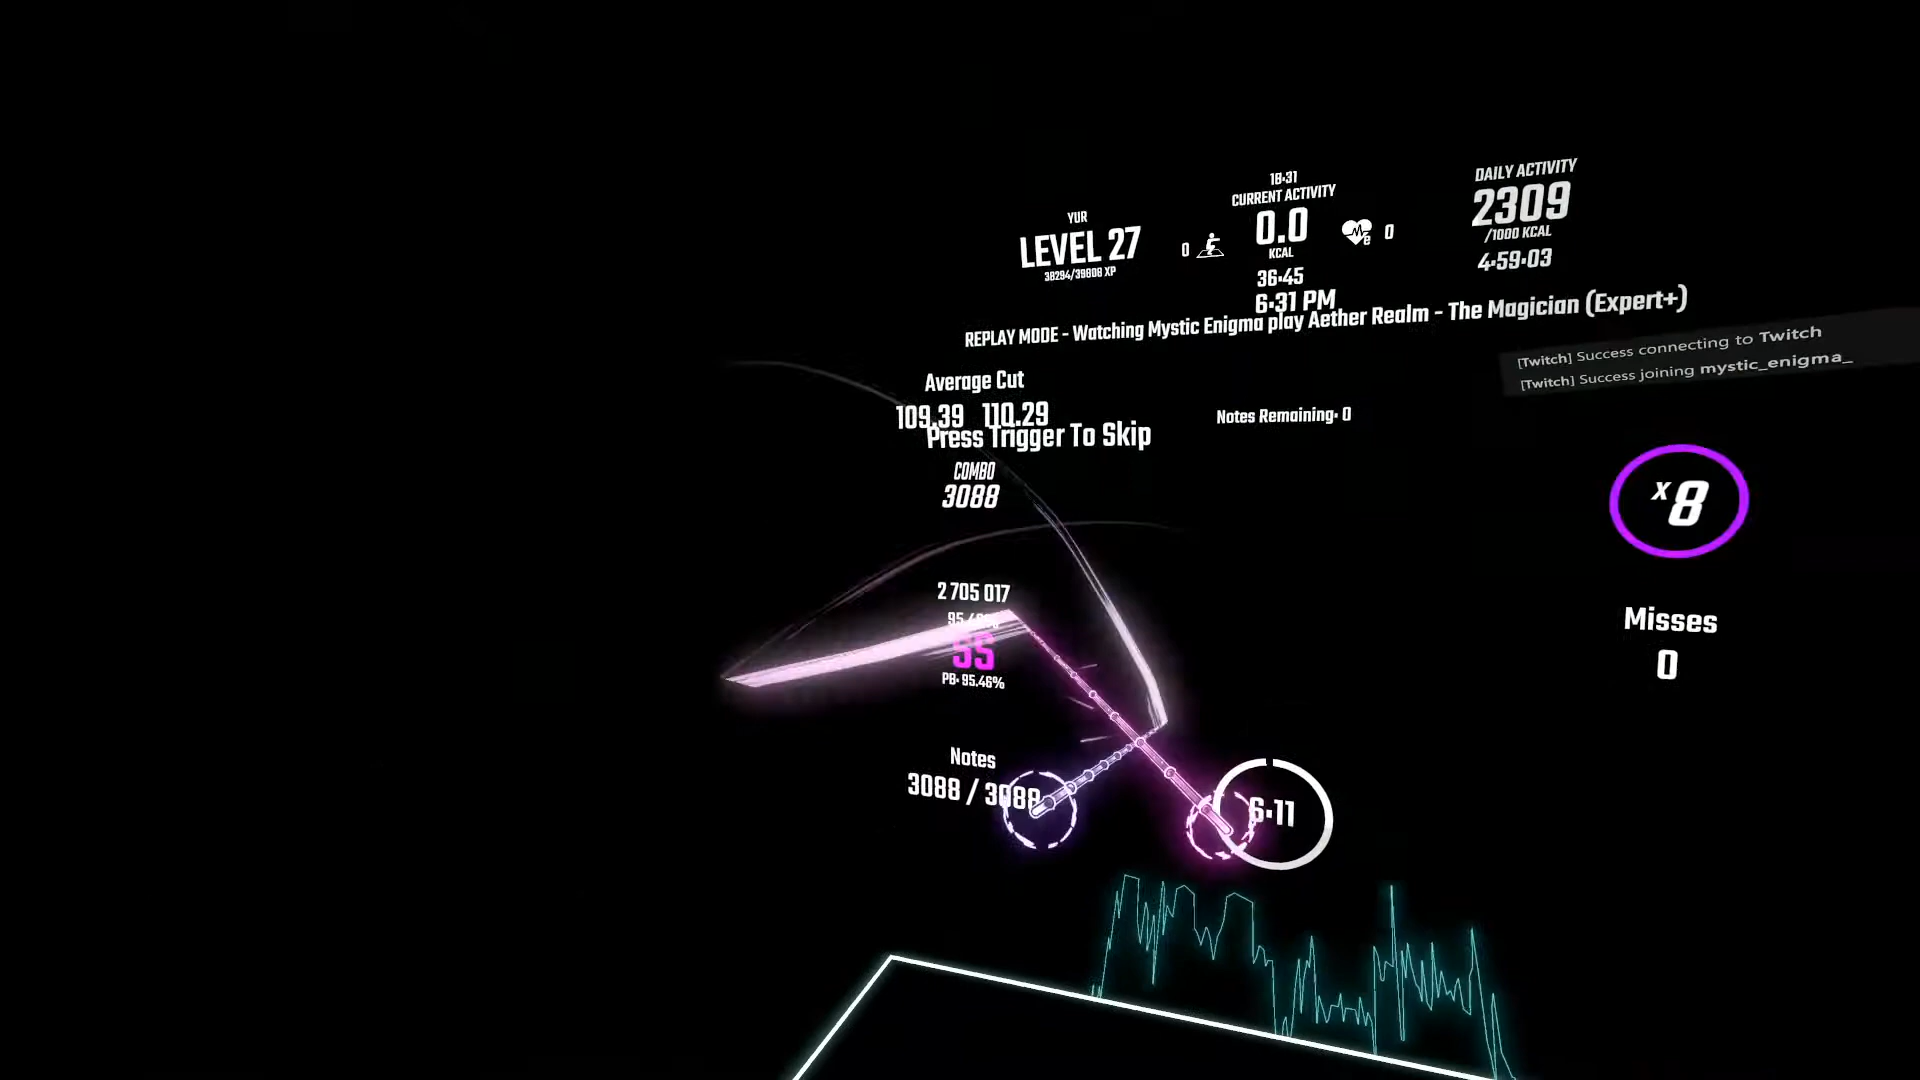 YUR
LEVEL 27
38294/39808 XP
0
18:31
CURRENT ACTIVITY
0.0
KCAL
36:45
6:31 PM
e 0
DAILY ACTIVITY
2309
/1000 KCAL
4:59:03
REPLAY MODE - Watching Mystic Enigma play Aether Realm - The Magician (Expert+)
[Twitch] Success connecting to Twitch
[Twitch] Success joining mystic_enigma_
Average Cut
109.39 110.29
Press Trigger To Skip
Notes Remaining: 0
COMBO
3088
x8
2 705 017
SS
PB: 95.46%
Misses
0
Notes
3088 / 3088
6:11